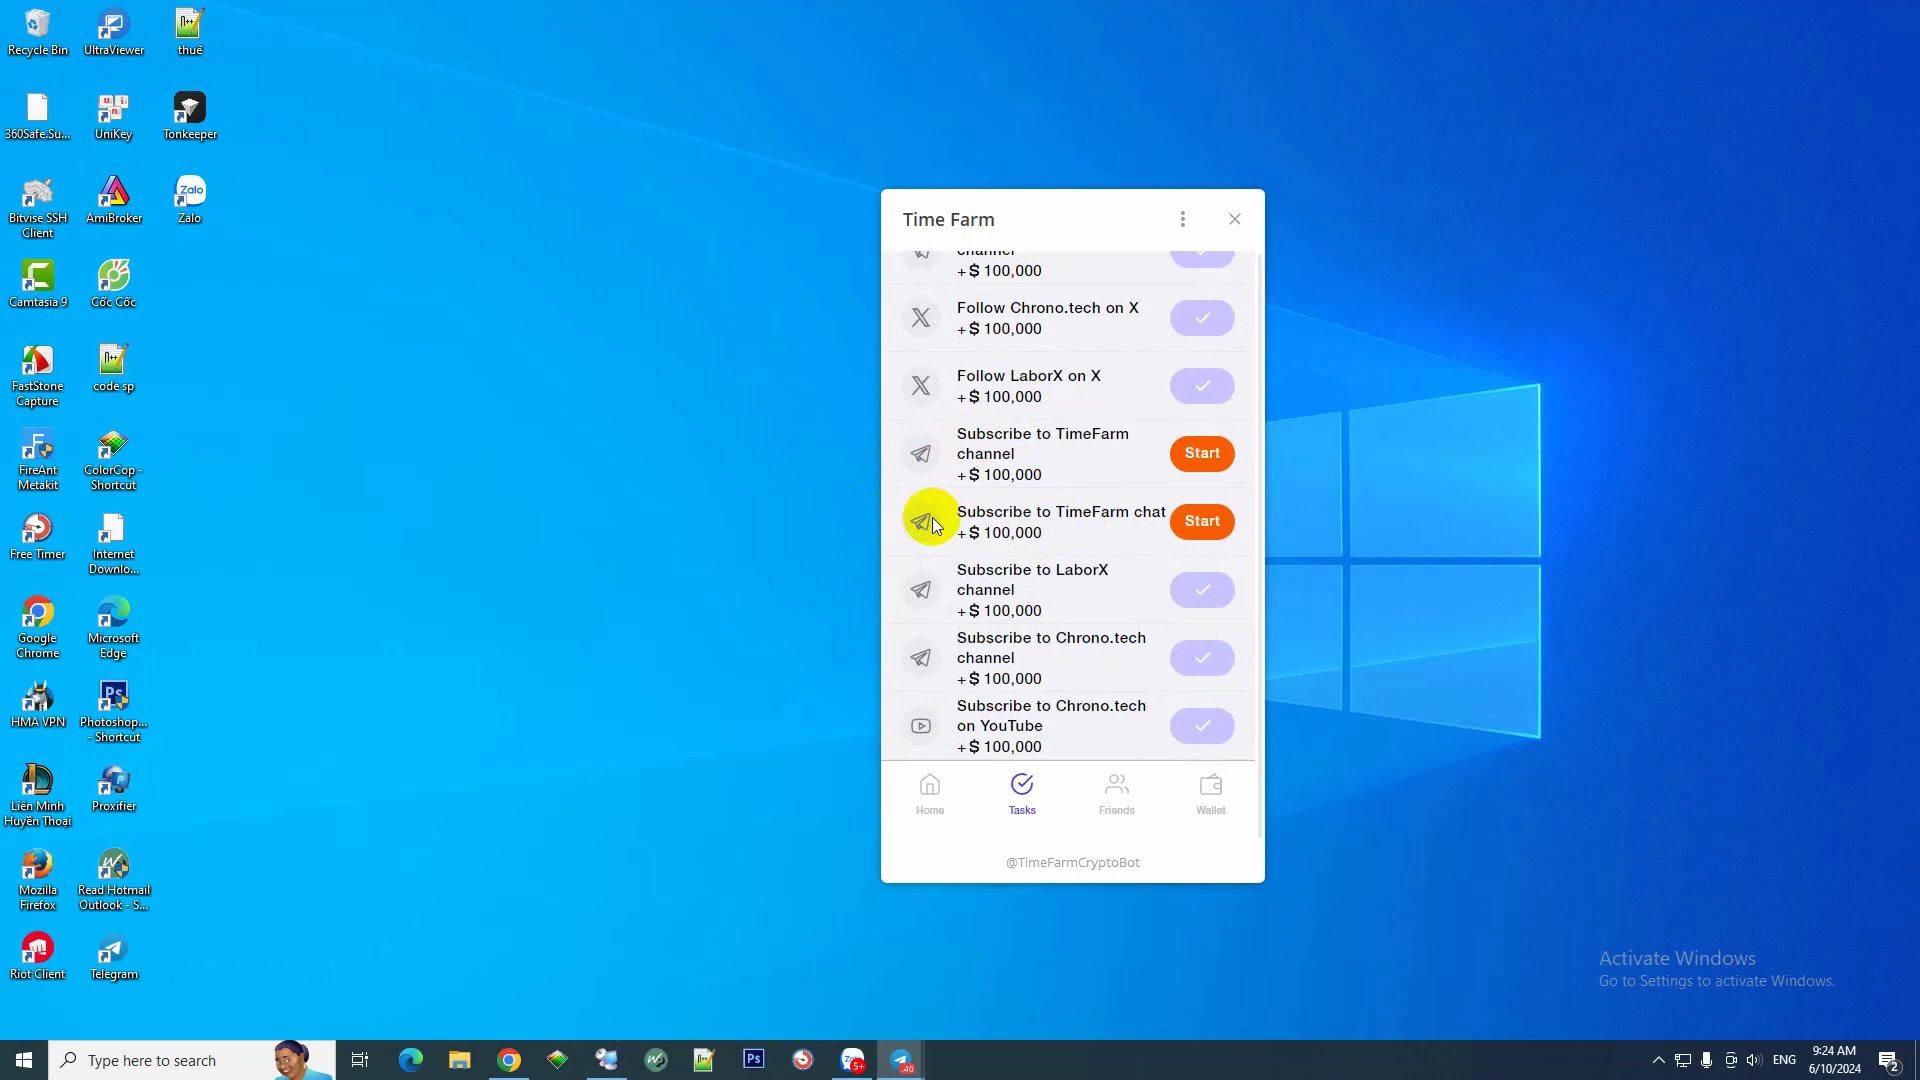 Recycle Bin
UltraViewer
thuế
360Safe.Su...
UniKey
Tonkeeper
Bitvise SSH
Client
AmiBroker
Zalo
Zalo
Camtasia 9
Cốc Cốc
FastStone
Capture
code sp
FireAnt
Metakit
ColorCop -
Shortcut
Free Timer
Internet
Downlo...
Google
Chrome
Microsoft
Edge
HMA VPN
Photoshop...
- Shortcut
Liên Minh
Huyền Thoại
Proxifier
Mozilla
Firefox
Read Hotmail
Outlook - S...
Riot Client
Telegram
Time Farm
channel
+$ 100,000
Follow Chrono.tech on X
+$ 100,000
Follow LaborX on X
+$ 100,000
Subscribe to TimeFarm
channel
+$ 100,000
Start
Subscribe to TimeFarm chat
+$ 100,000
Start
Subscribe to LaborX
channel
+$ 100,000
Subscribe to Chrono.tech
channel
+$ 100,000
Subscribe to Chrono.tech
on YouTube
+$ 100,000
Home
Tasks
Friends
Wallet
@TimeFarmCryptoBot
Activate Windows
Go to Settings to activate Windows.
Type here to search
Ps
5+
40
ENG
9:24 AM
6/10/2024
2